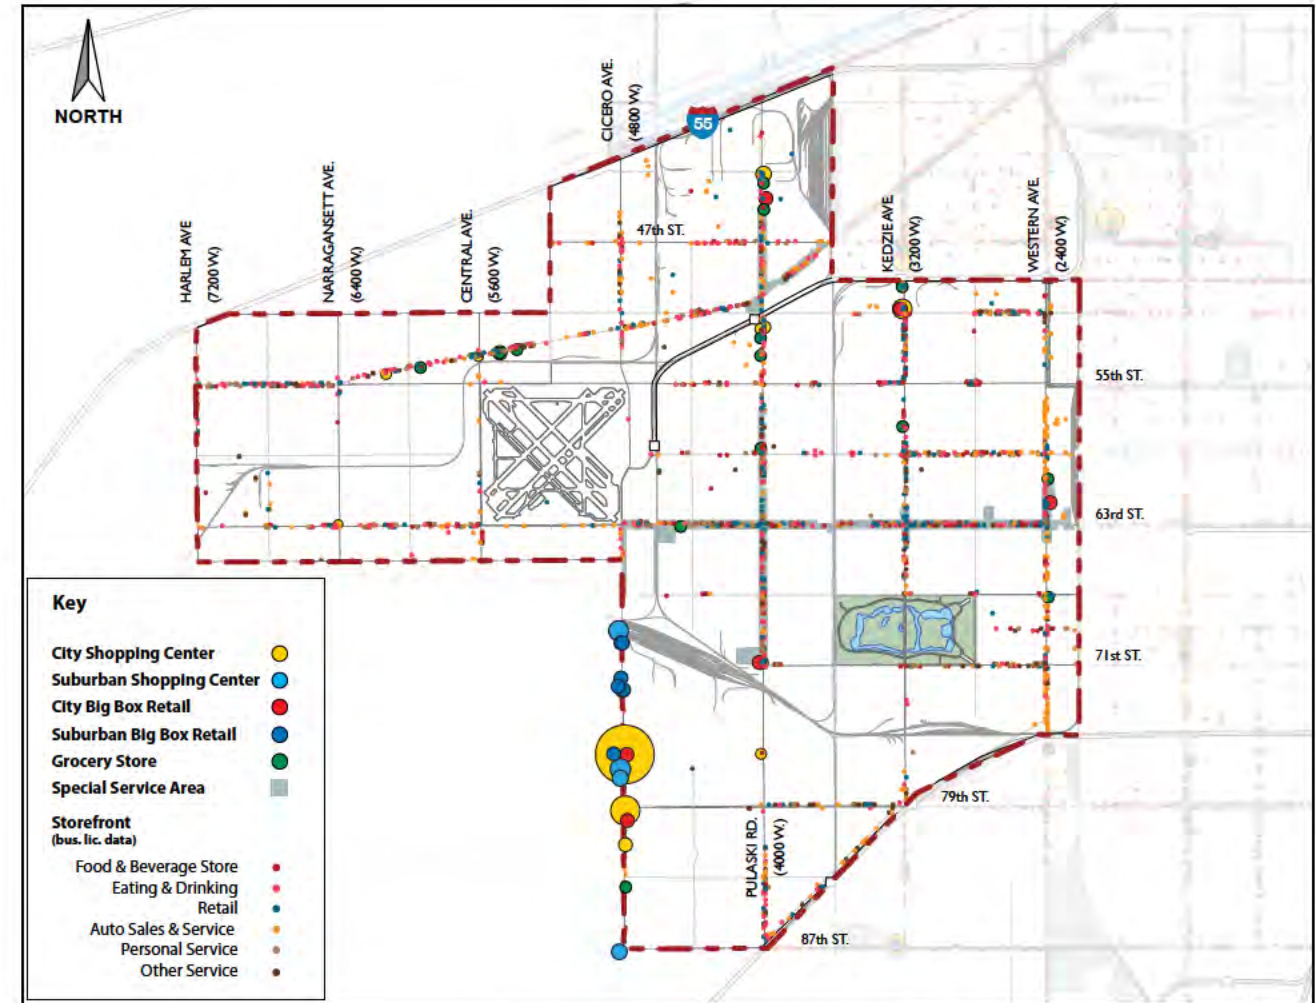 NORTH
CICERO AVE.
(4800 W.)
55
HARLEM AVE
(7200 W.)
NARRAGANSETT AVE.
(6400 W.)
CENTRAL AVE.
(5600 W.)
47th ST.
KEDZIE AVE.
(3200 W.)
WESTERN AVE.
(2400 W.)
55th ST.
63rd ST.
71st ST.
79th ST.
PULASKI RD.
(4000 W.)
87th ST.
Key
City Shopping Center
Suburban Shopping Center
City Big Box Retail
Suburban Big Box Retail
Grocery Store
Special Service Area
Storefront
(bus. lic. data)
Food & Beverage Store
Eating & Drinking
Retail
Auto Sales & Service
Personal Service
Other Service